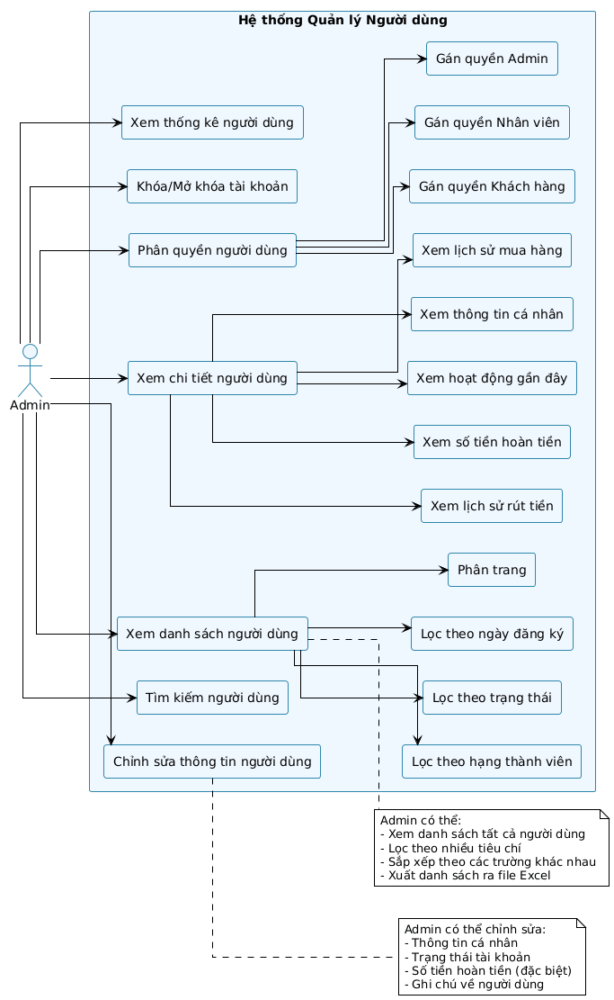 Hệ thống Quản lý Người dùng
Gán quyền Admin
Xem thống kê người dùng
Gán quyền Nhân viên
Khóa/Mở khóa tài khoản
Gán quyền Khách hàng
Phân quyền người dùng
Xem lịch sử mua hàng
Xem thông tin cá nhân
Admin
Xem chi tiết người dùng
Xem hoạt động gần đây
Xem số tiền hoàn tiền
Xem lịch sử rút tiền
Phân trang
Xem danh sách người dùng
Lọc theo ngày đăng ký
Tìm kiếm người dùng
Lọc theo trạng thái
Chỉnh sửa thông tin người dùng
Lọc theo hạng thành viên
Admin có thể:
- Xem danh sách tất cả người dùng
- Lọc theo nhiều tiêu chí
- Sắp xếp theo các trường khác nhau
- Xuất danh sách ra file Excel
Admin có thể chỉnh sửa:
- Thông tin cá nhân
- Trạng thái tài khoản
- Số tiền hoàn tiền (đặc biệt)
- Ghi chú về người dùng